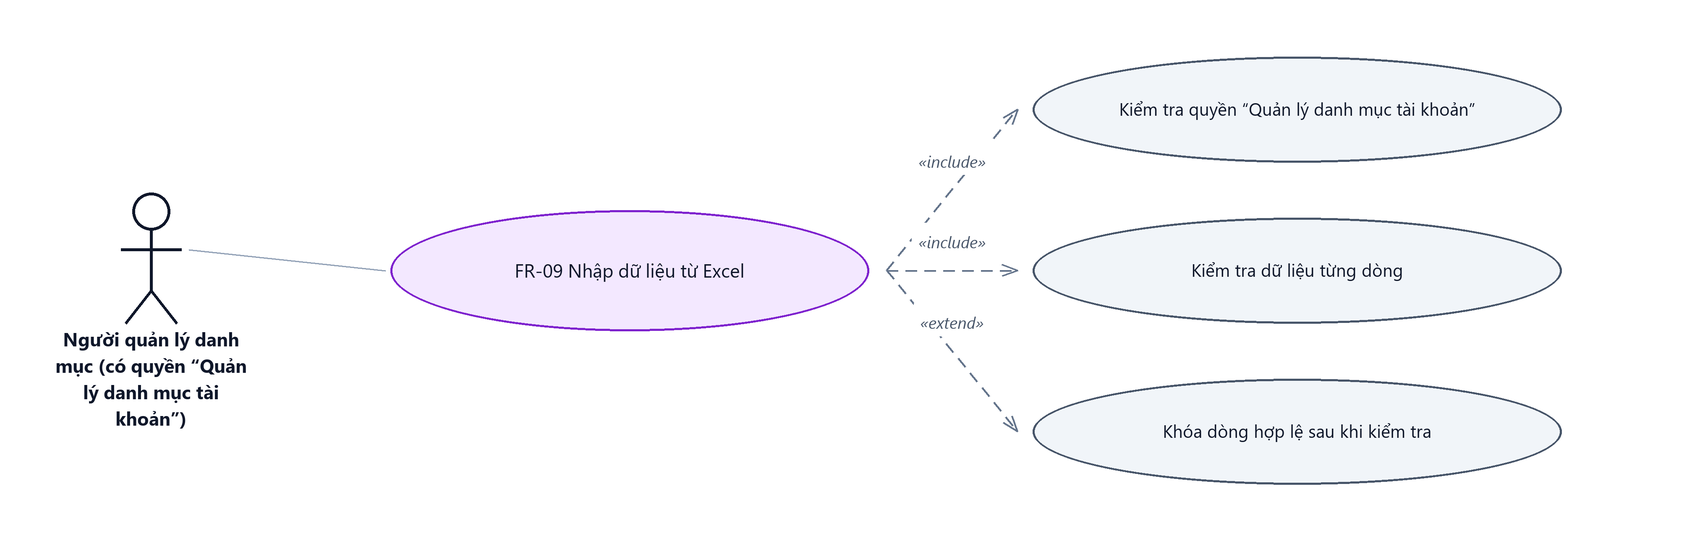 Kiểm tra quyền “Quản lý danh mục tài khoản”
«include»
«include»
FR-09 Nhập dữ liệu từ Excel
Kiểm tra dữ liệu từng dòng
«extend»
Người quản lý danh
mục (có quyền “Quản
lý danh mục tài
khoản”)
Khóa dòng hợp lệ sau khi kiểm tra